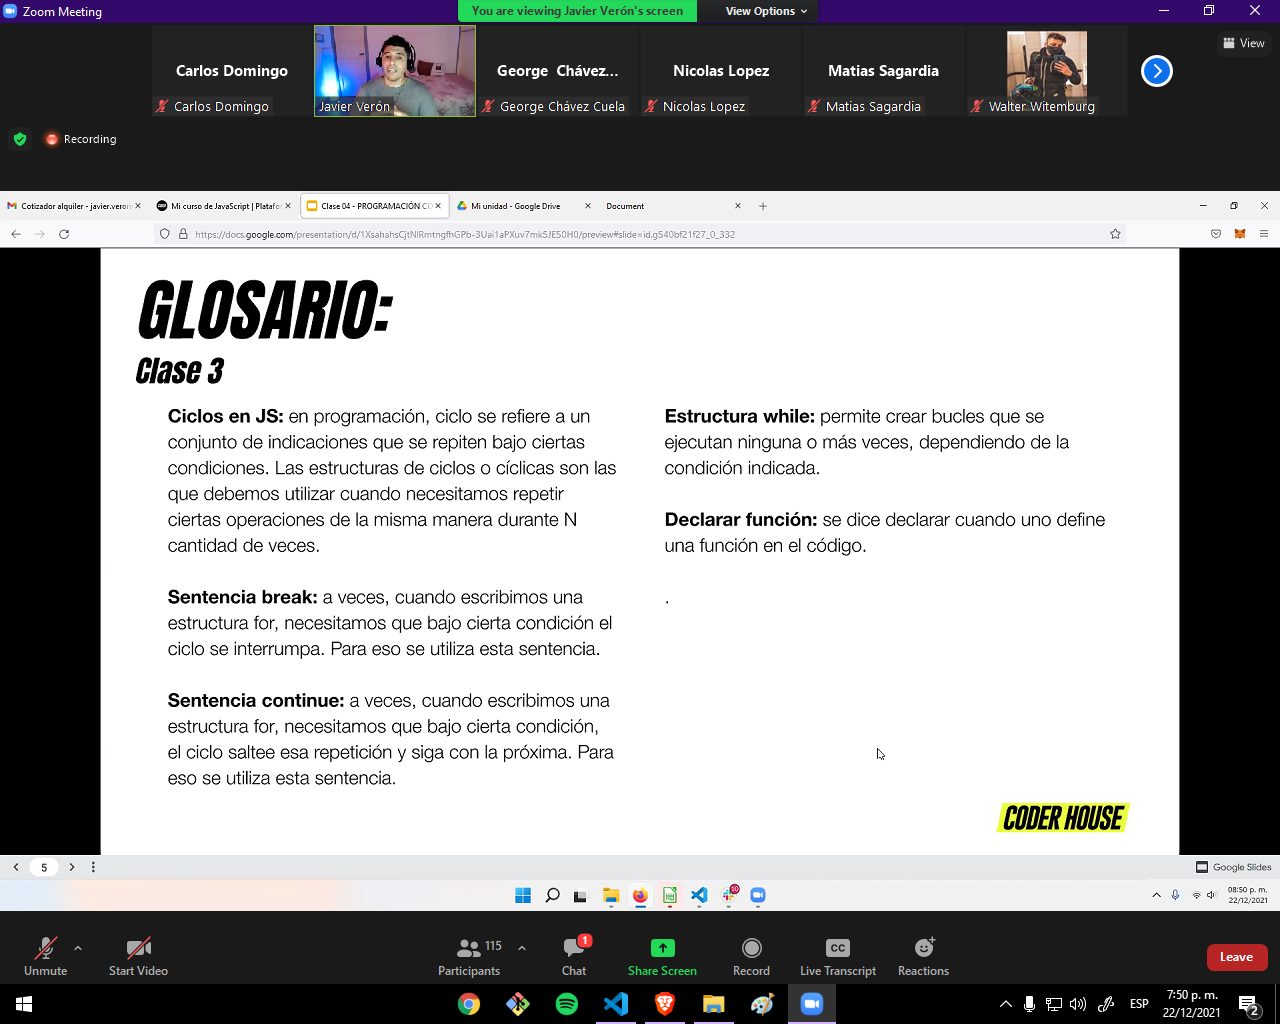 Zoom Meeting
You are viewing Javier Verón's screen
View Options
Carlos Domingo
George Chávez...
Nicolas Lopez
Matias Sagardia
View
Carlos Domingo
Javier Verón
George Chávez Cuela
Nicolas Lopez
Matias Sagardia
Walter Witemburg
Recording
Cotizador alquiler - javier.veron
Mi curso de JavaScript | Platafor
Clase 04 - PROGRAMACIÓN CO
Mi unidad - Google Drive
Document
https://docs.google.com/presentation/d/1XsahahsCjtNlRmtngfhGPb-3Uai1aPXuv7mk5JE50H0/preview#slide=id.g540bf21f27_0_332
GLOSARIO:
Clase 3
Ciclos en JS: en programación, ciclo se refiere a un
conjunto de indicaciones que se repiten bajo ciertas
condiciones. Las estructuras de ciclos o cíclicas son las
que debemos utilizar cuando necesitamos repetir
ciertas operaciones de la misma manera durante N
cantidad de veces.
Sentencia break: a veces, cuando escribimos una
estructura for, necesitamos que bajo cierta condición el
ciclo se interrumpa. Para eso se utiliza esta sentencia.
Sentencia continue: a veces, cuando escribimos una
estructura for, necesitamos que bajo cierta condición,
el ciclo saltee esa repetición y siga con la próxima. Para
eso se utiliza esta sentencia.
Estructura while: permite crear bucles que se
ejecutan ninguna o más veces, dependiendo de la
condición indicada.
Declarar función: se dice declarar cuando uno define
una función en el código.
.
CODER HOUSE
5
Google Slides
10
08:50 p. m.
22/12/2021
Unmute
Start Video
115
Participants
1
Chat
Share Screen
Record
CC
Live Transcript
Reactions
Leave
ESP
7:50 p. m.
22/12/2021
2